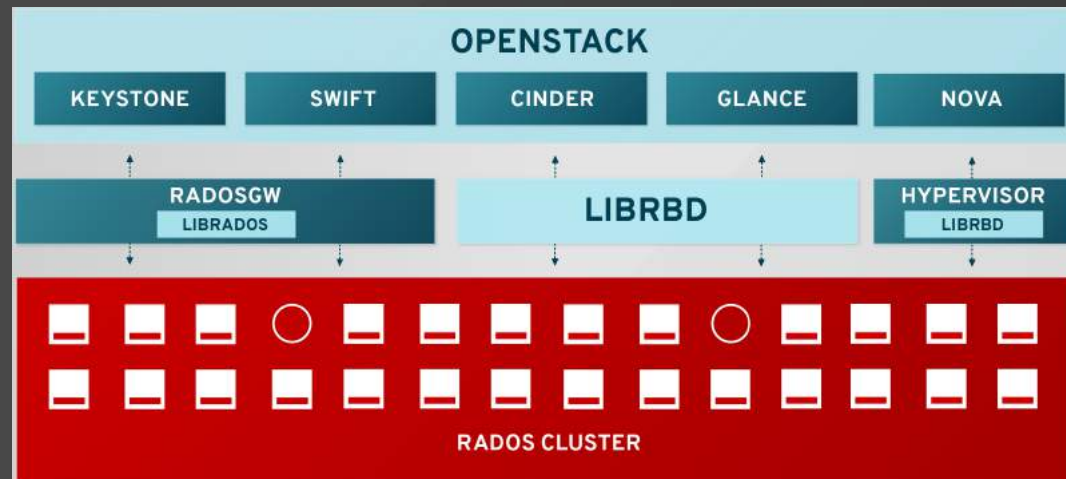 OPENSTACK
KEYSTONE SWIFT CINDER GLANCE NOVA
RADOSGW
LIBRADOS
LIBRBD
HYPERVISOR
LIBRBD
RADOS CLUSTER